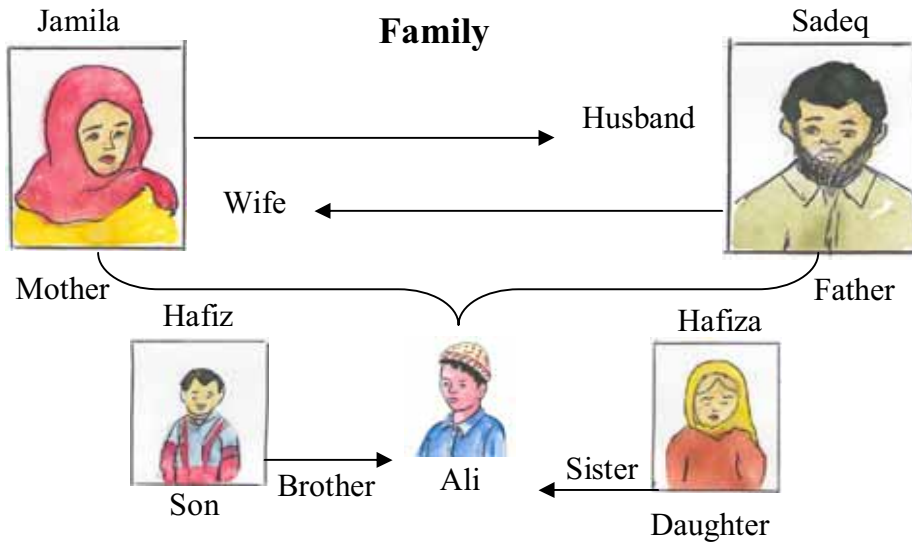 Jamila
Family
Sadeq
Husband
Wife
Mother
Father
Hafiz
Hafiza
Brother
Ali
Sister
Son
Daughter